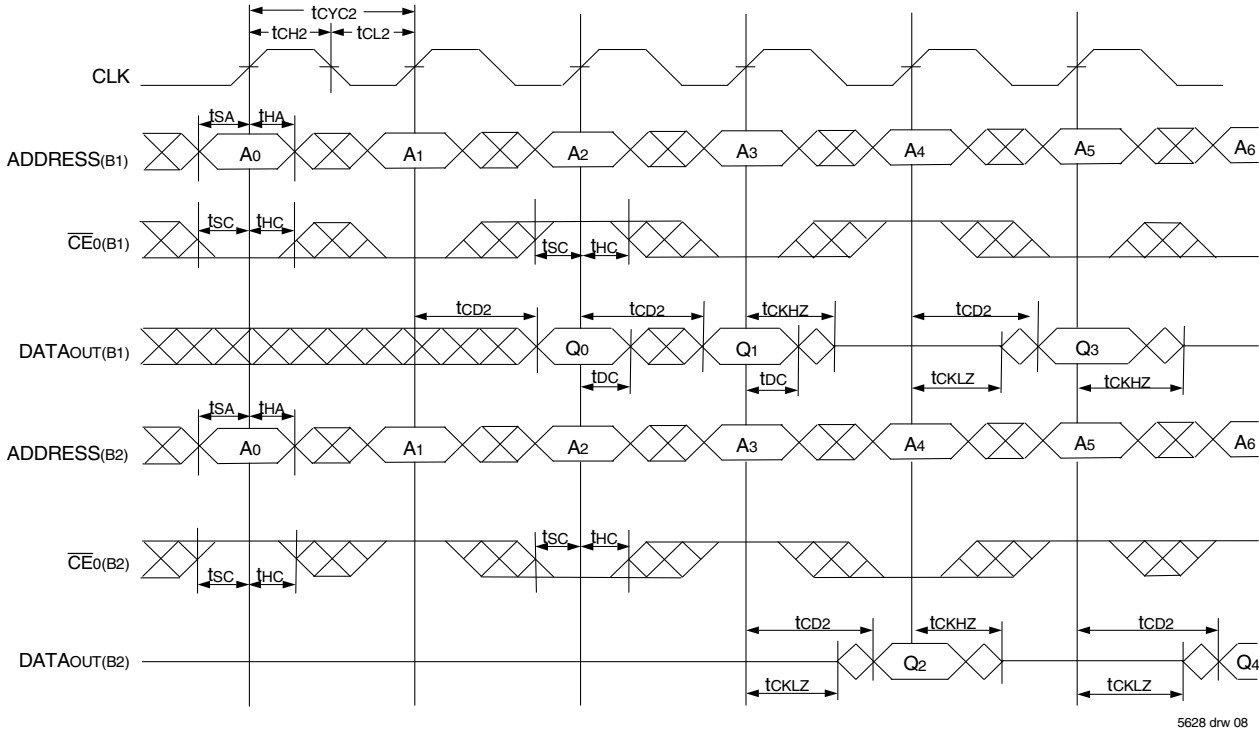 tCYC2
tCH2 tCL2
CLK
tSA tHA
ADDRESS(B1) A0 A1 A2 A3 A4 A5 A6
tSC tHC
CE0(B1)
tSC tHC
tCD2 tCD2 tCKHZ tCD2
DATAOUT(B1) Q0 Q1 Q3
tDC tDC tCKLZ tCKHZ
tSA tHA
ADDRESS(B2) A0 A1 A2 A3 A4 A5 A6
tSC tHC
CE0(B2)
tSC tHC
tCD2 tCKHZ tCD2
DATAOUT(B2) Q2 Q4
tCKLZ tCKLZ
5628 drw 08